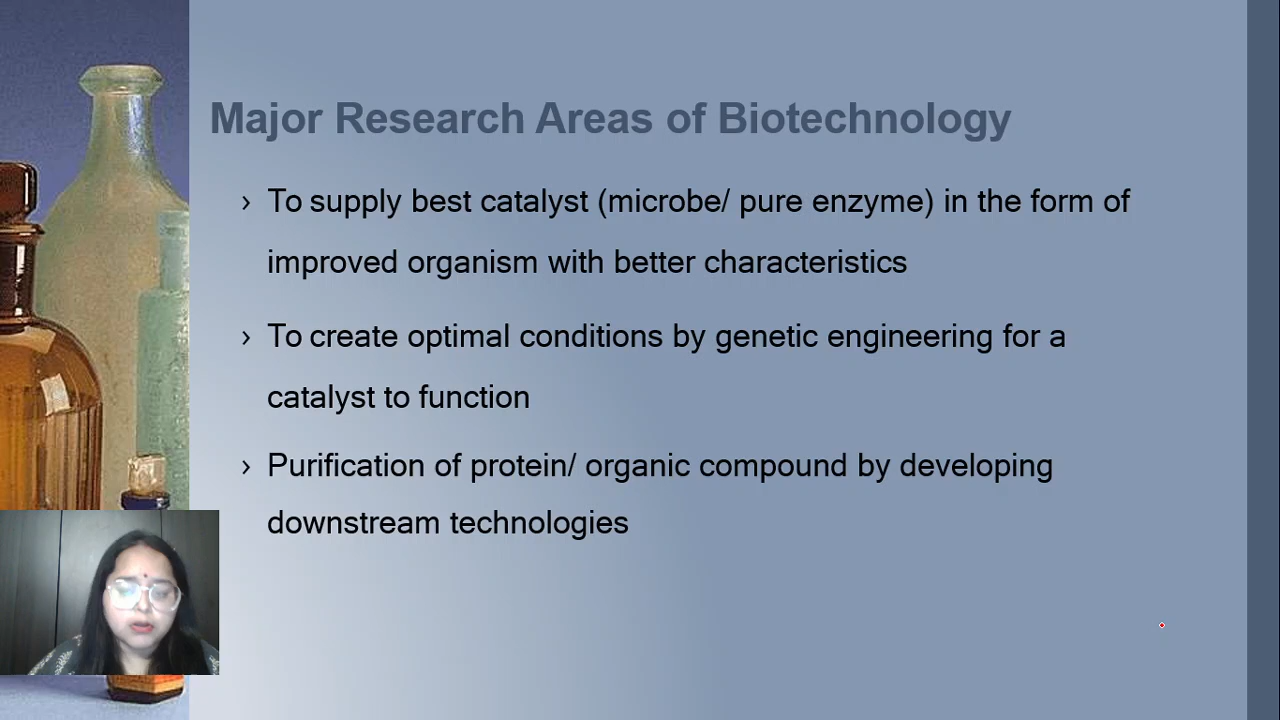 Major Research Areas of Biotechnology
› To supply best catalyst (microbe/ pure enzyme) in the form of
improved organism with better characteristics
› To create optimal conditions by genetic engineering for a
catalyst to function
› Purification of protein/ organic compound by developing
downstream technologies